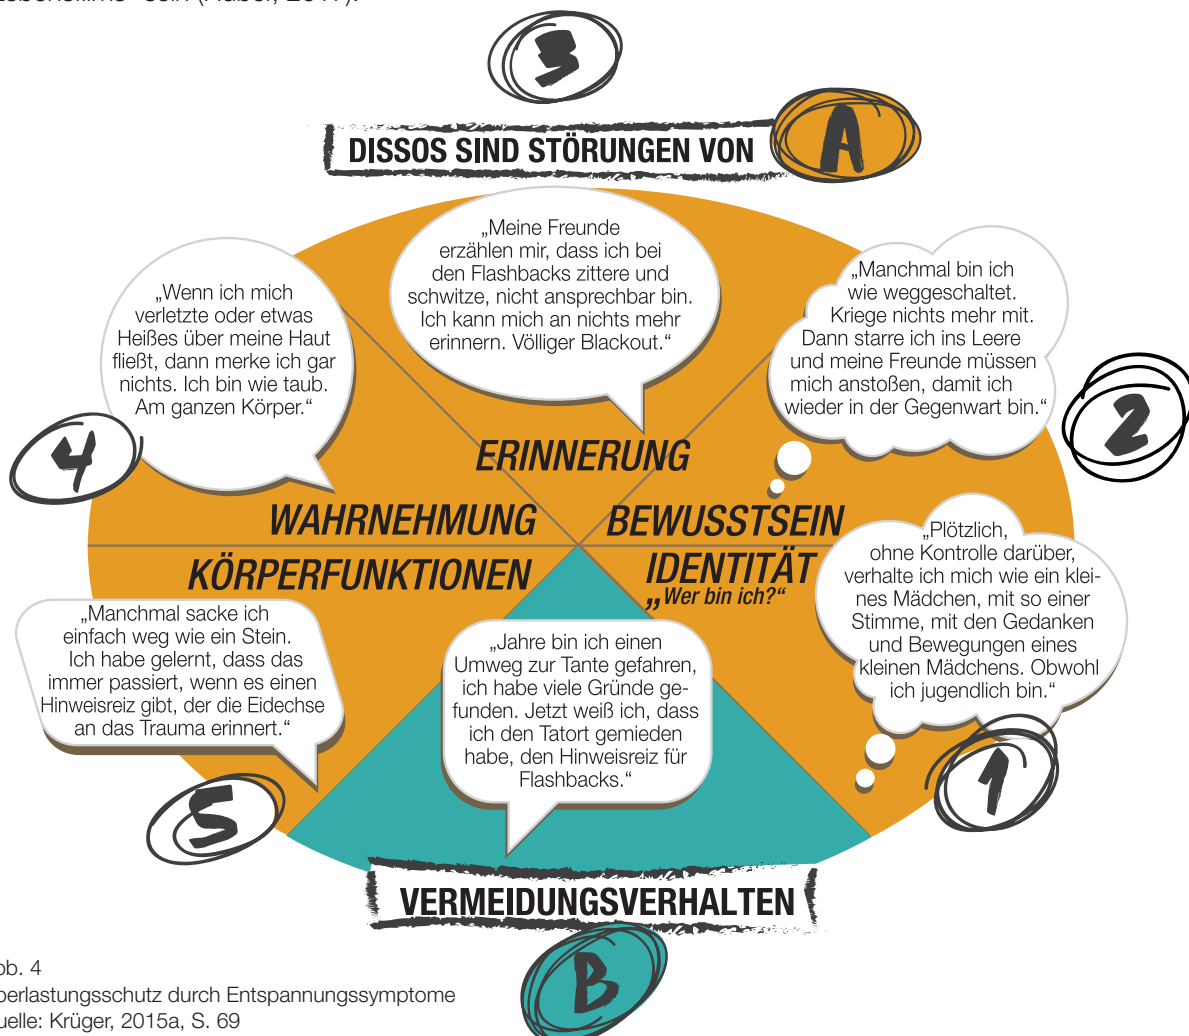 3
DISSOS SIND STÖRUNGEN VON
A
„Meine Freunde
erzählen mir, dass ich bei
den Flashbacks zittere und
schwitze, nicht ansprechbar bin.
Ich kann mich an nichts mehr
erinnern. Völliger Blackout.“
„Wenn ich mich
verletzte oder etwas
Heißes über meine Haut
fließt, dann merke ich gar
nichts. Ich bin wie taub.
Am ganzen Körper.“
„Manchmal bin ich
wie weggeschaltet.
Kriege nichts mehr mit.
Dann starre ich ins Leere
und meine Freunde müssen
mich anstoßen, damit ich
wieder in der Gegenwart bin.“
4
2
ERINNERUNG
WAHRNEHMUNG
BEWUSSTSEIN
KÖRPERFUNKTIONEN
IDENTITÄT
„Wer bin ich?“
„Plötzlich,
ohne Kontrolle darüber,
verhalte ich mich wie ein klei-
nes Mädchen, mit so einer
Stimme, mit den Gedanken
und Bewegungen eines
kleinen Mädchens. Obwohl
ich jugendlich bin.“
„Manchmal sacke ich
einfach weg wie ein Stein.
Ich habe gelernt, dass das
immer passiert, wenn es einen
Hinweisreiz gibt, der die Eidechse
an das Trauma erinnert.“
„Jahre bin ich einen
Umweg zur Tante gefahren,
ich habe viele Gründe ge-
funden. Jetzt weiß ich, dass
ich den Tatort gemieden
habe, den Hinweisreiz für
Flashbacks.“
1
5
VERMEIDUNGSVERHALTEN
B
bb. 4
berlastungsschutz durch Entspannungssymptome
uelle: Krüger, 2015a, S. 69